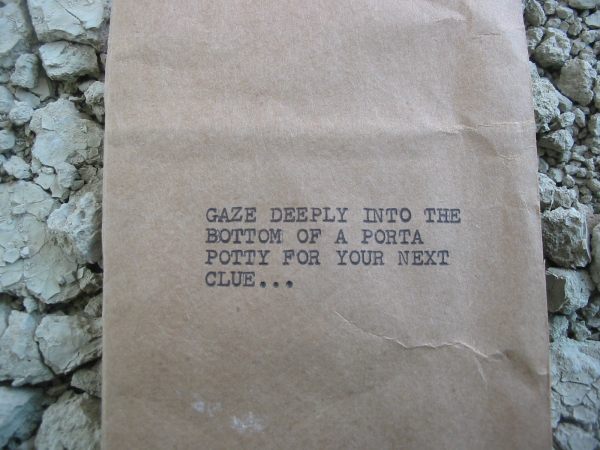 GAZE DEEPLY INTO THE
BOTTOM OF A PORTA
POTTY FOR YOUR NEXT
CLUE...